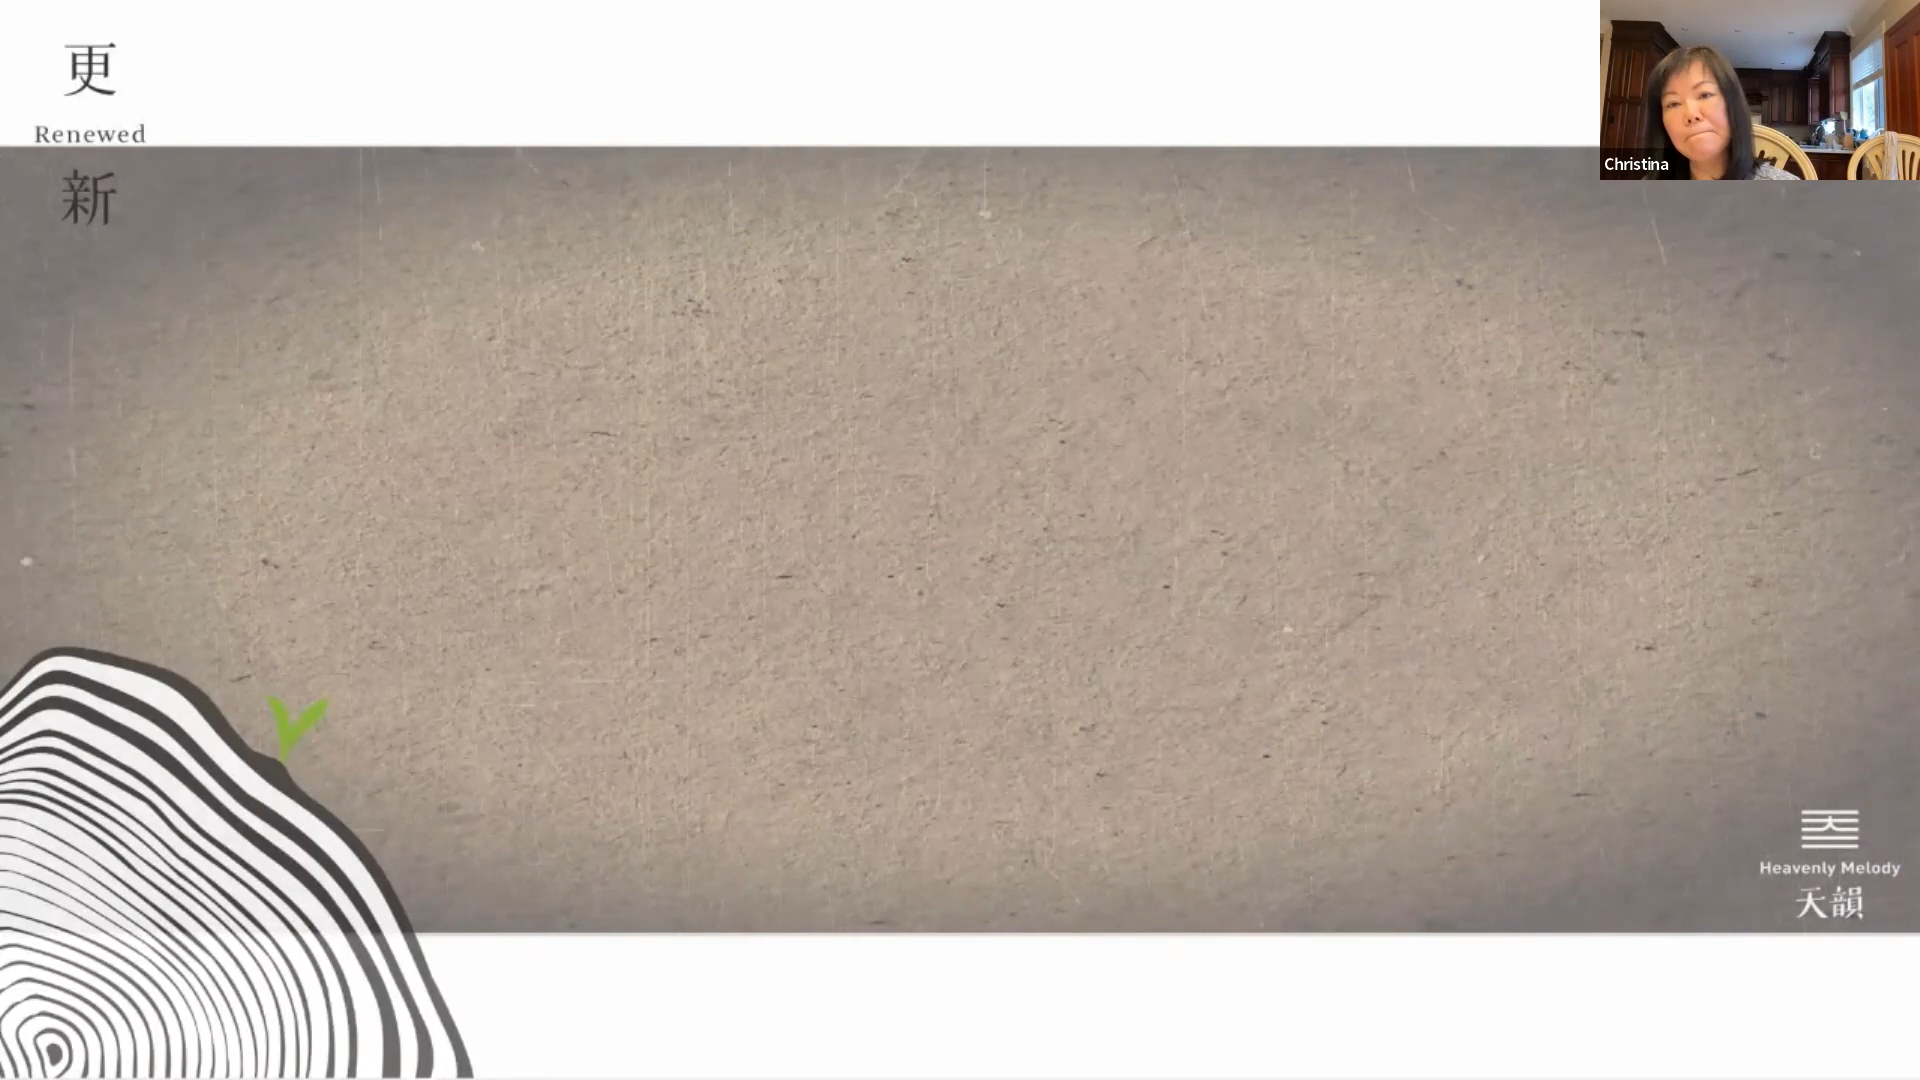 更
Renewed
新
Christina
Heavenly Melody
天韻